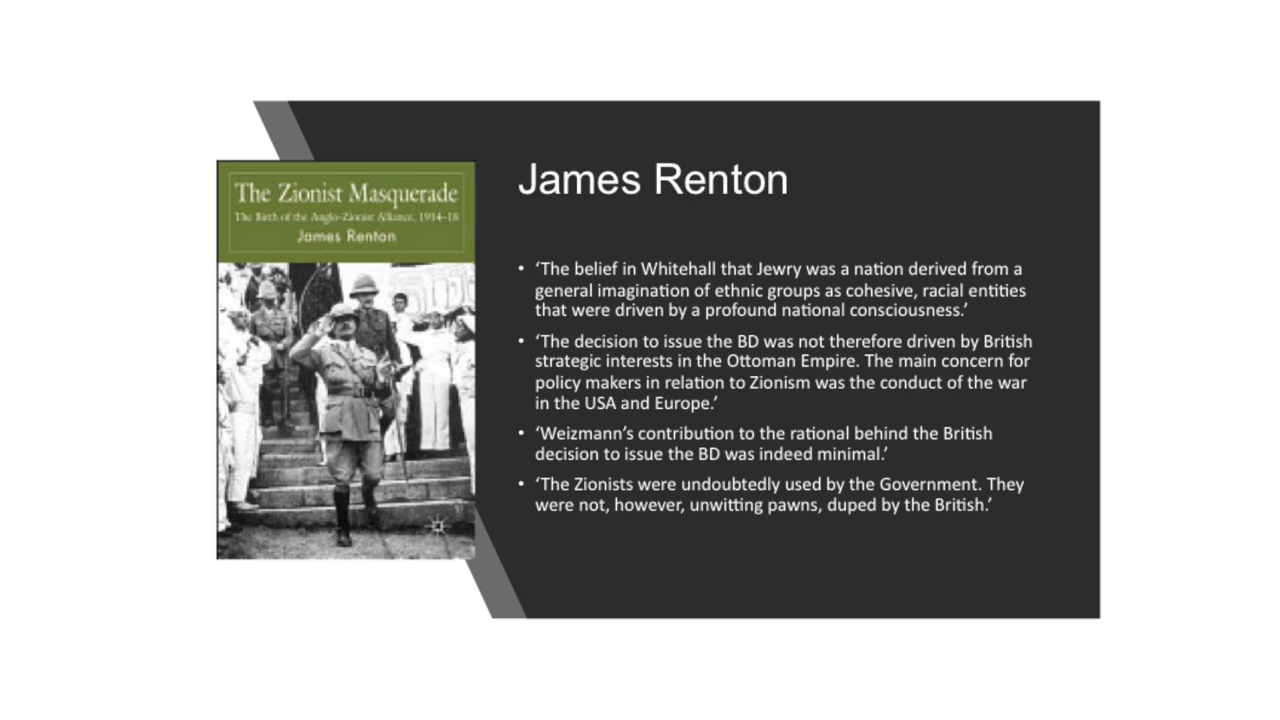 The Zionist Masquerade
The Birth of the Anglo-Zionist Alliance, 1914–18
James Renton
James Renton
• ‘The belief in Whitehall that Jewry was a nation derived from a
general imagination of ethnic groups as cohesive, racial entities
that were driven by a profound national consciousness.’
• ‘The decision to issue the BD was not therefore driven by British
strategic interests in the Ottoman Empire. The main concern for
policy makers in relation to Zionism was the conduct of the war
in the USA and Europe.’
• ‘Weizmann’s contribution to the rational behind the British
decision to issue the BD was indeed minimal.’
• ‘The Zionists were undoubtedly used by the Government. They
were not, however, unwitting pawns, duped by the British.’